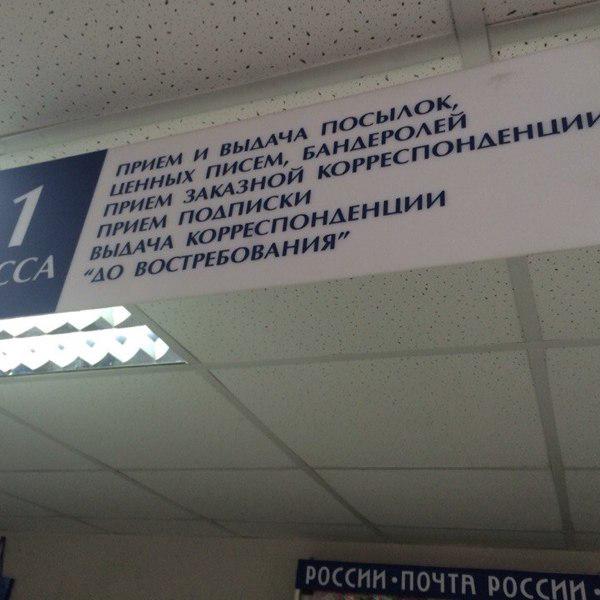 1
ССА
ПРИЕМ И ВЫДАЧА ПОСЫЛОК,
ЦЕННЫХ ПИСЕМ, БАНДЕРОЛЕЙ
ПРИЕМ ЗАКАЗНОЙ КОРРЕСПОНДЕНЦИИ
ПРИЕМ ПОДПИСКИ
ВЫДАЧА КОРРЕСПОНДЕНЦИИ
“ДО ВОСТРЕБОВАНИЯ”
РОССИИ · ПОЧТА РОССИИ ·